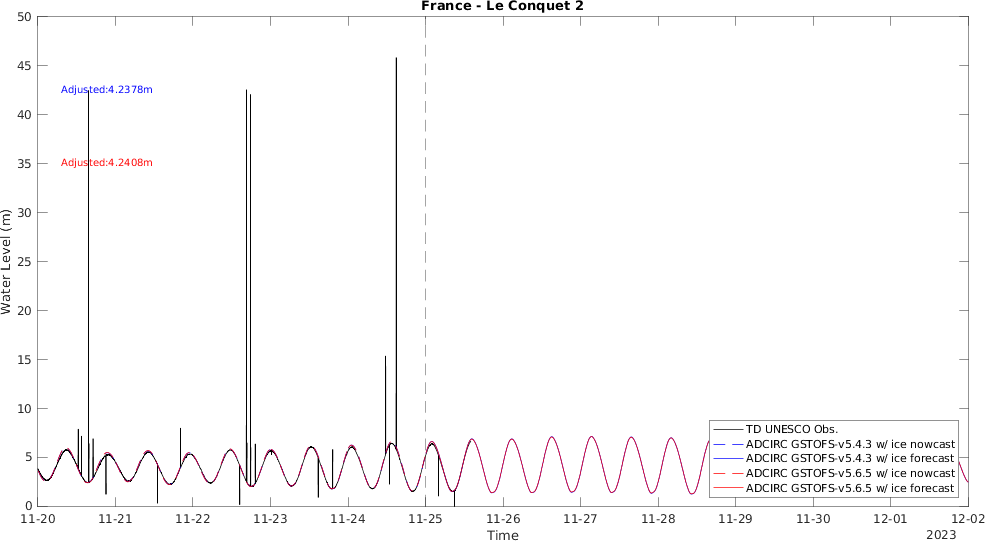 France - Le Conquet 2
50
45
40
35
30
25
20
15
10
5
0
Water Level (m)
Adjusted:4.2378m
Adjusted:4.2408m
TD UNESCO Obs.
ADCIRC GSTOFS-v5.4.3 w/ ice nowcast
ADCIRC GSTOFS-v5.4.3 w/ ice forecast
ADCIRC GSTOFS-v5.6.5 w/ ice nowcast
ADCIRC GSTOFS-v5.6.5 w/ ice forecast
11-20 11-21 11-22 11-23 11-24 11-25 11-26 11-27 11-28 11-29 11-30 12-01 12-02
Time
2023